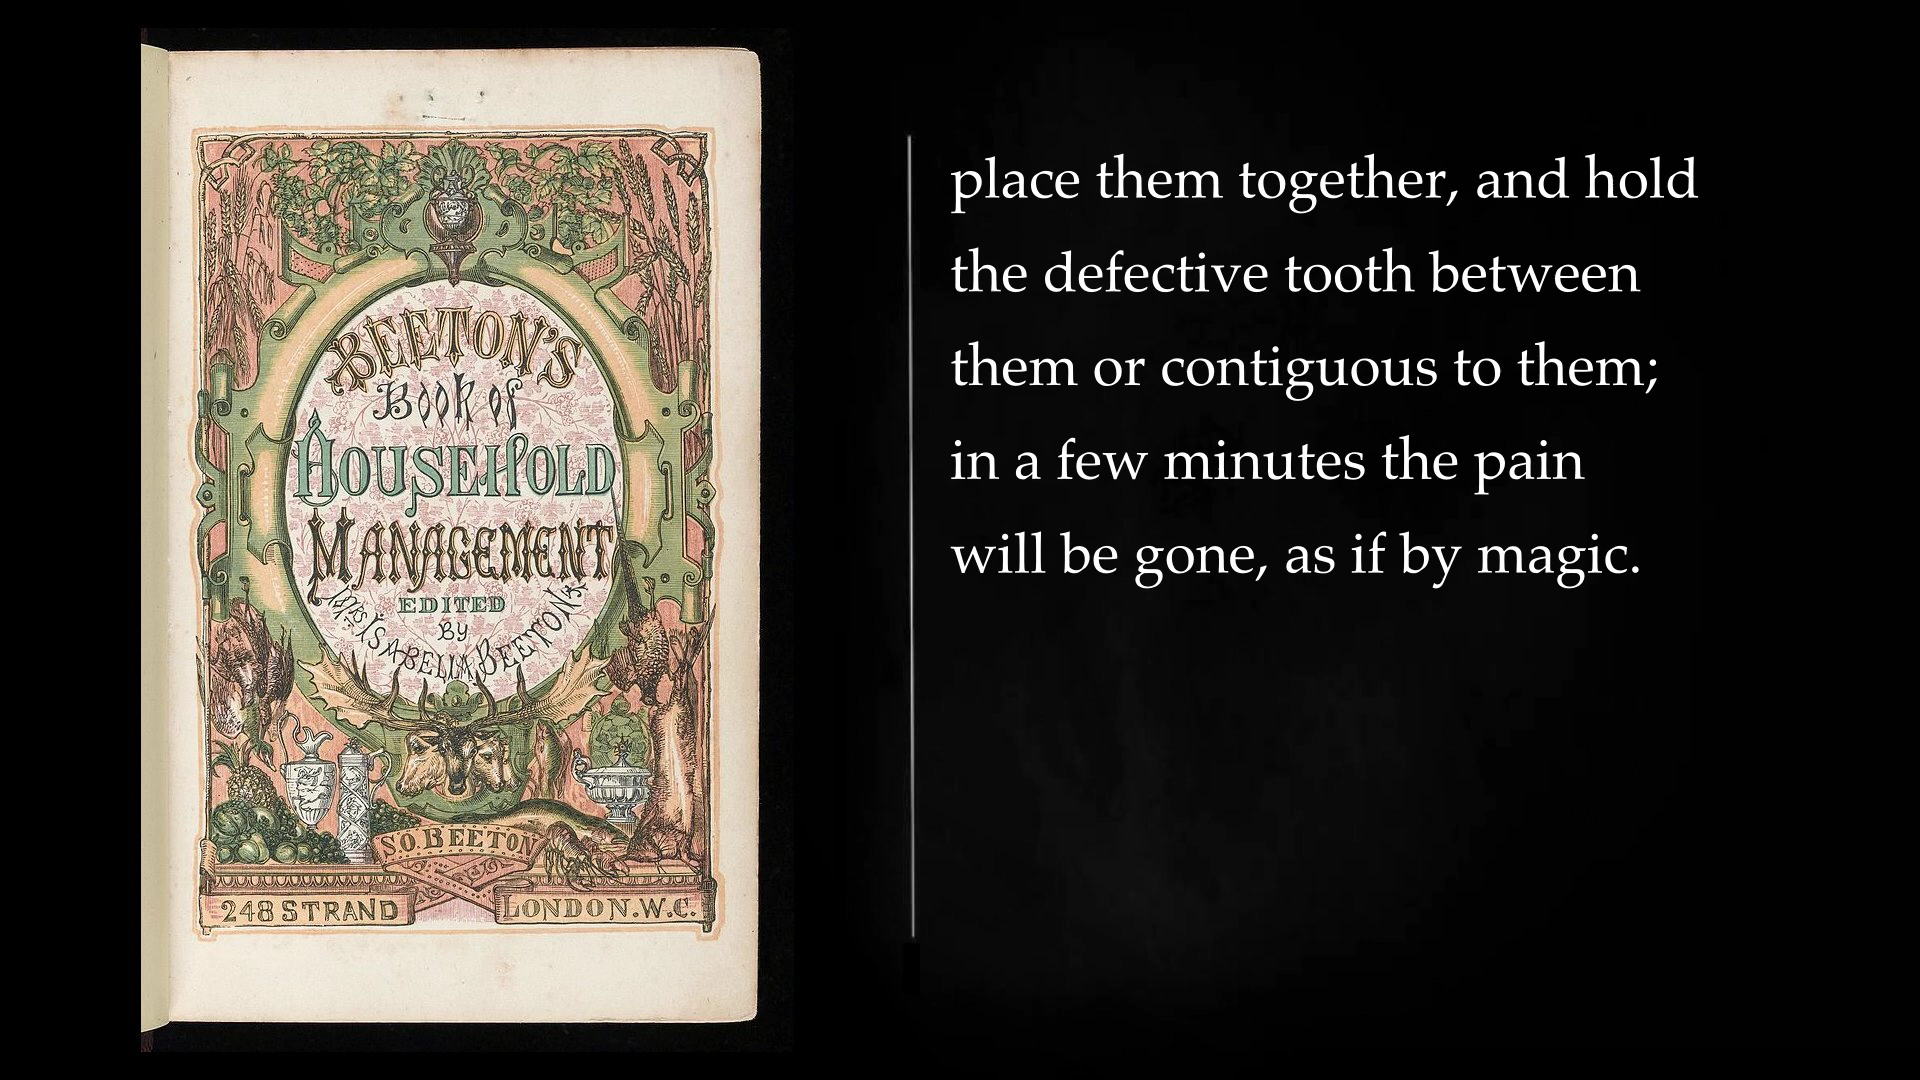 BEETON'S
Book of
HOUSEHOLD
MANAGEMENT
EDITED
BY
MRS ISABELLA BEETON
S.O. BEETON
248 STRAND
LONDON. W.C.
place them together, and hold
the defective tooth between
them or contiguous to them;
in a few minutes the pain
will be gone, as if by magic.